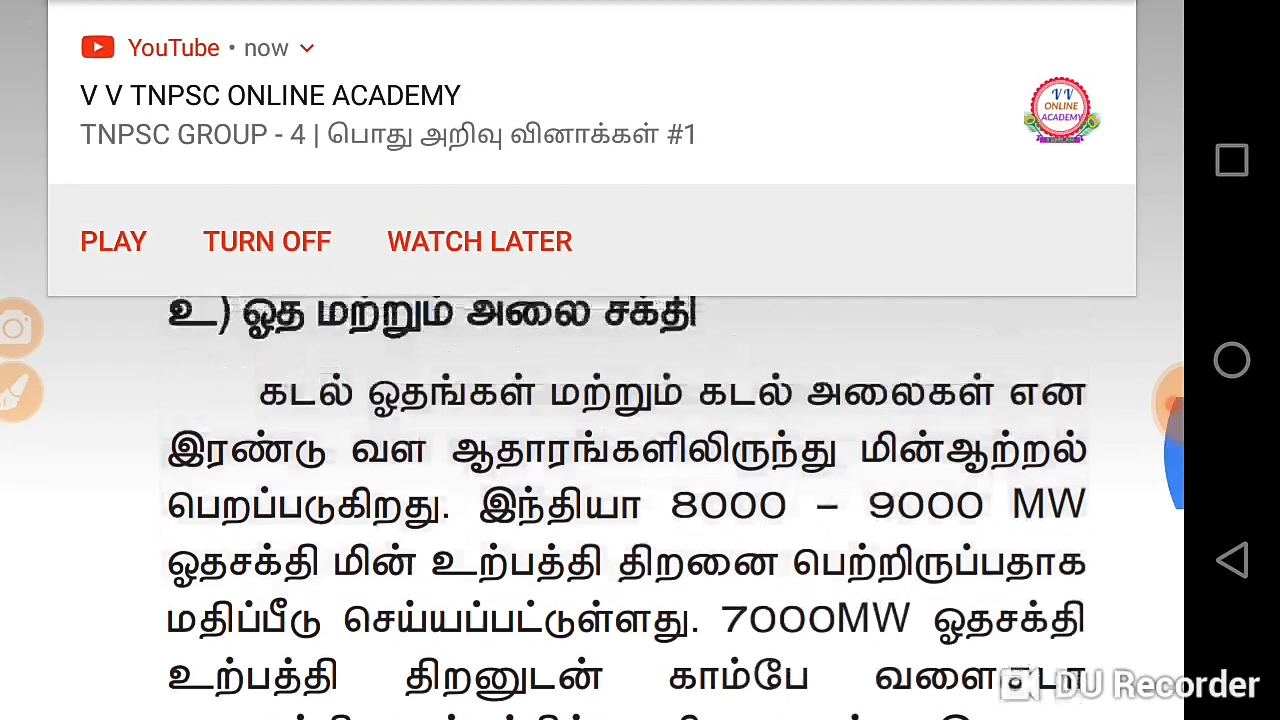 YouTube • now
V V TNPSC ONLINE ACADEMY
TNPSC GROUP - 4 | பொது அறிவு வினாக்கள் #1
V V
ONLINE
ACADEMY
PLAY TURN OFF WATCH LATER
உ) ஓத மற்றும் அலை சக்தி
கடல் ஓதங்கள் மற்றும் கடல் அலைகள் என
இரண்டு வள ஆதாரங்களிலிருந்து மின்ஆற்றல்
பெறப்படுகிறது. இந்தியா 8000 – 9000 MW
ஓதசக்தி மின் உற்பத்தி திறனை பெற்றிருப்பதாக
மதிப்பீடு செய்யப்பட்டுள்ளது. 7000MW ஓதசக்தி
உற்பத்தி திறனுடன் காம்பே
DU Recorder